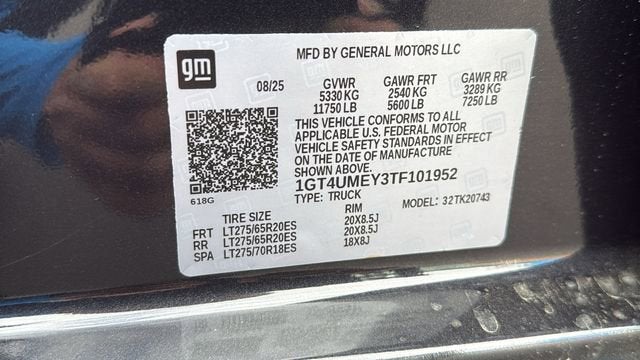 gm
MFD BY GENERAL MOTORS LLC
08/25 GVWR GAWR FRT GAWR RR
5330 KG 2540 KG 3289 KG
11750 LB 5600 LB 7250 LB
THIS VEHICLE CONFORMS TO ALL
APPLICABLE U.S. FEDERAL MOTOR
VEHICLE SAFETY STANDARDS IN EFFECT
ON THE DATE OF MANUFACTURE
SHOWN ABOVE.
1GT4UMEY3TF101952
TYPE: TRUCK MODEL: 32TK20743
618G
TIRE SIZE RIM
FRT LT275/65R20ES 20X8.5J
RR LT275/65R20ES 20X8.5J
SPA LT275/70R18ES 18X8J